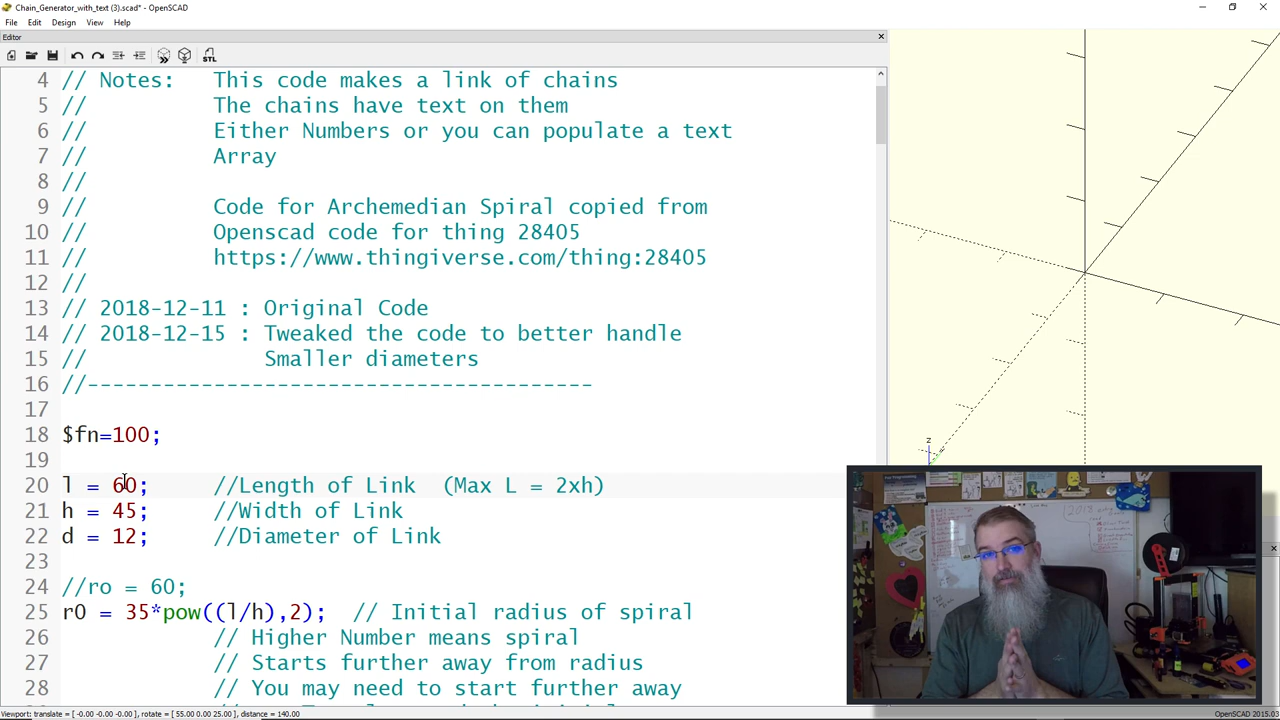 Chain_Generator_with_text (3).scad* - OpenSCAD
File Edit Design View Help
Editor
STL
4 // Notes: This code makes a link of chains
5 // The chains have text on them
6 // Either Numbers or you can populate a text
7 // Array
8 //
9 // Code for Archemedian Spiral copied from
10 // Openscad code for thing 28405
11 // https://www.thingiverse.com/thing:28405
12 //
13 // 2018-12-11 : Original Code
14 // 2018-12-15 : Tweaked the code to better handle
15 // Smaller diameters
16 //----------------------------------------
17
18 $fn=100;
19
20 l = 60; //Length of Link (Max L = 2xh)
21 h = 45; //Width of Link
22 d = 12; //Diameter of Link
23
24 //ro = 60;
25 r0 = 35*pow((l/h),2); // Initial radius of spiral
26 // Higher Number means spiral
27 // Starts further away from radius
28 // You may need to start further away
z
Viewport: translate = [ -0.00 -0.00 -0.00 ], rotate = [ 55.00 0.00 25.00 ], distance = 140.00
OpenSCAD 2015.03